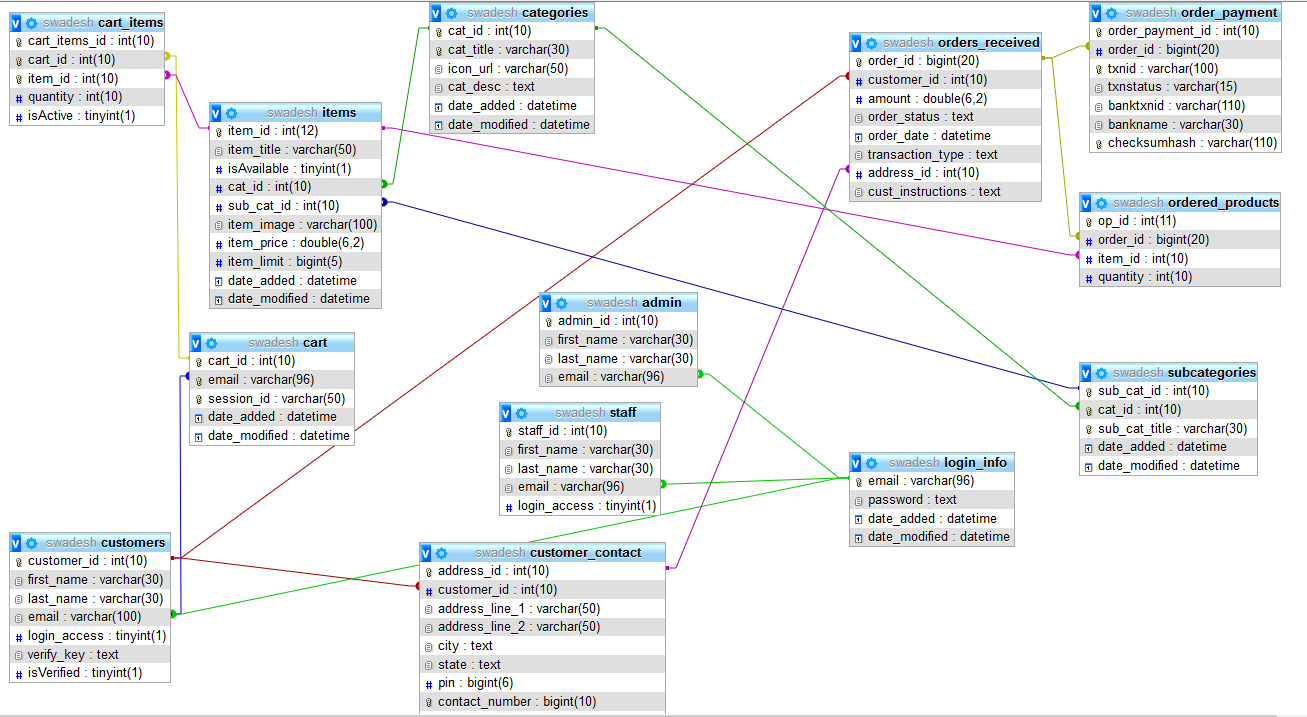 v swadesh cart_items
cart_items_id : int(10)
cart_id : int(10)
item_id : int(10)
# quantity : int(10)
# isActive : tinyint(1)
v swadesh items
item_id : int(12)
item_title : varchar(50)
# isAvailable : tinyint(1)
# cat_id : int(10)
# sub_cat_id : int(10)
item_image : varchar(100)
# item_price : double(6,2)
# item_limit : bigint(5)
date_added : datetime
date_modified : datetime
v swadesh categories
cat_id : int(10)
cat_title : varchar(30)
icon_url : varchar(50)
cat_desc : text
date_added : datetime
date_modified : datetime
v swadesh orders_received
order_id : bigint(20)
# customer_id : int(10)
# amount : double(6,2)
order_status : text
order_date : datetime
transaction_type : text
# address_id : int(10)
cust_instructions : text
v swadesh order_payment
order_payment_id : int(10)
# order_id : bigint(20)
txnid : varchar(100)
txnstatus : varchar(15)
banktxnid : varchar(110)
bankname : varchar(30)
checksumhash : varchar(110)
v swadesh ordered_products
op_id : int(11)
# order_id : bigint(20)
# item_id : int(10)
# quantity : int(10)
v swadesh cart
cart_id : int(10)
email : varchar(96)
session_id : varchar(50)
date_added : datetime
date_modified : datetime
v swadesh admin
admin_id : int(10)
first_name : varchar(30)
last_name : varchar(30)
email : varchar(96)
v swadesh staff
staff_id : int(10)
first_name : varchar(30)
last_name : varchar(30)
email : varchar(96)
# login_access : tinyint(1)
v swadesh login_info
email : varchar(96)
password : text
date_added : datetime
date_modified : datetime
v swadesh subcategories
sub_cat_id : int(10)
cat_id : int(10)
sub_cat_title : varchar(30)
date_added : datetime
date_modified : datetime
v swadesh customers
customer_id : int(10)
first_name : varchar(30)
last_name : varchar(30)
email : varchar(100)
# login_access : tinyint(1)
verify_key : text
# isVerified : tinyint(1)
v swadesh customer_contact
address_id : int(10)
# customer_id : int(10)
address_line_1 : varchar(50)
address_line_2 : varchar(50)
city : text
state : text
# pin : bigint(6)
contact_number : bigint(10)